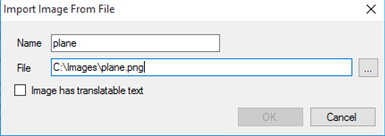 Import Image From File
Name plane
File C:\Images\plane.png ...
Image has translatable text
OK Cancel